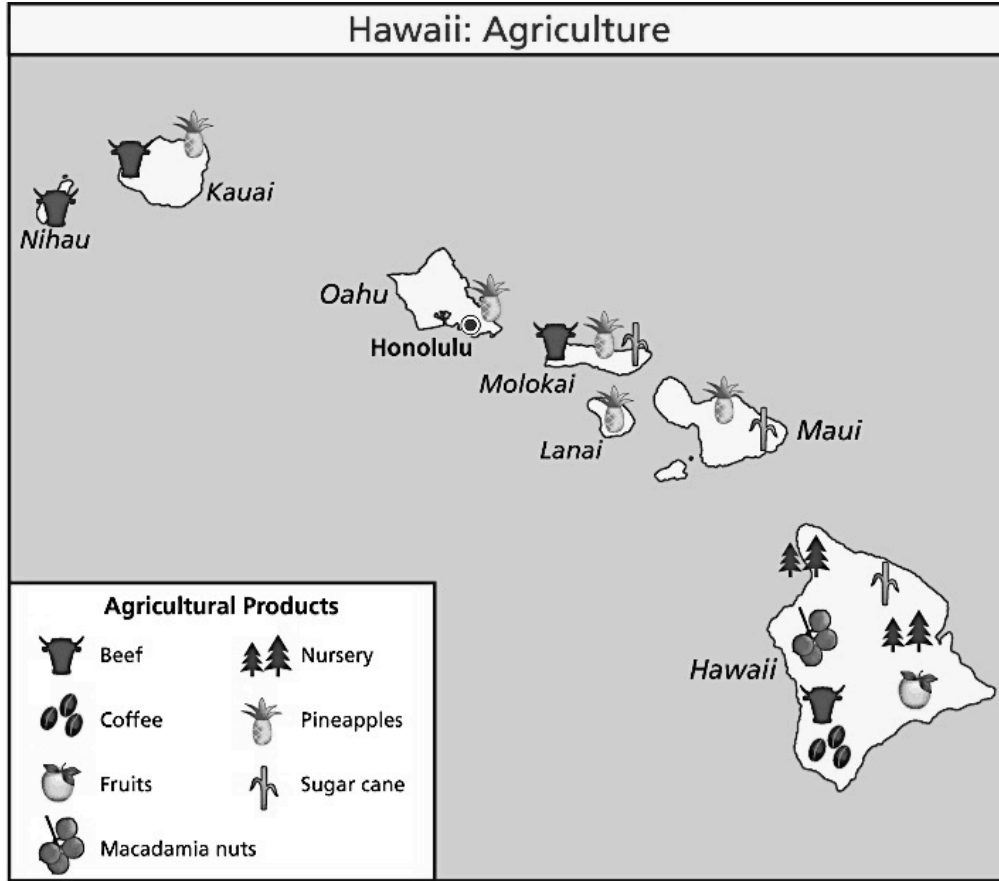 Hawaii: Agriculture
Kauai
Nihau
Oahu
Honolulu
Molokai
Lanai
Maui
Hawaii
Agricultural Products
Beef
Nursery
Coffee
Pineapples
Fruits
Sugar cane
Macadamia nuts